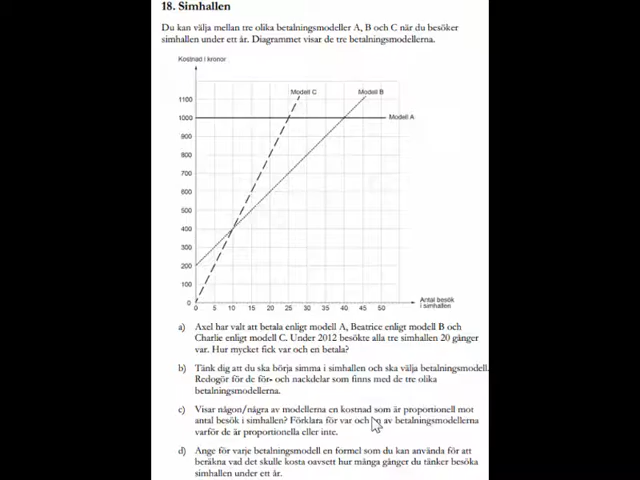 18. Simhallen
Du kan välja mellan tre olika betalningsmodeller A, B och C när du besöker
simhallen under ett år. Diagrammet visar de tre betalningsmodellerna.
Kostnad i kronor
Modell C
Modell B
1100
1000
Modell A
900
800
700
600
500
400
300
200
100
0
0 5 10 15 20 25 30 35 40 45 50
Antal besök
i simhallen
a) Axel har valt att betala enligt modell A, Beatrice enligt modell B och
Charlie enligt modell C. Under 2012 besökte alla tre simhallen 20 gånger
var. Hur mycket fick var och en betala?
b) Tänk dig att du ska börja simma i simhallen och ska välja betalningsmodell.
Redogör för de för- och nackdelar som finns med de tre olika
betalningsmodellerna.
c) Visar någon/några av modellerna en kostnad som är proportionell mot
antal besök i simhallen? Förklara för var och en av betalningsmodellerna
varför de är proportionella eller inte.
d) Ange för varje betalningsmodell en formel som du kan använda för att
beräkna vad det skulle kosta oavsett hur många gånger du tänker besöka
simhallen under ett år.